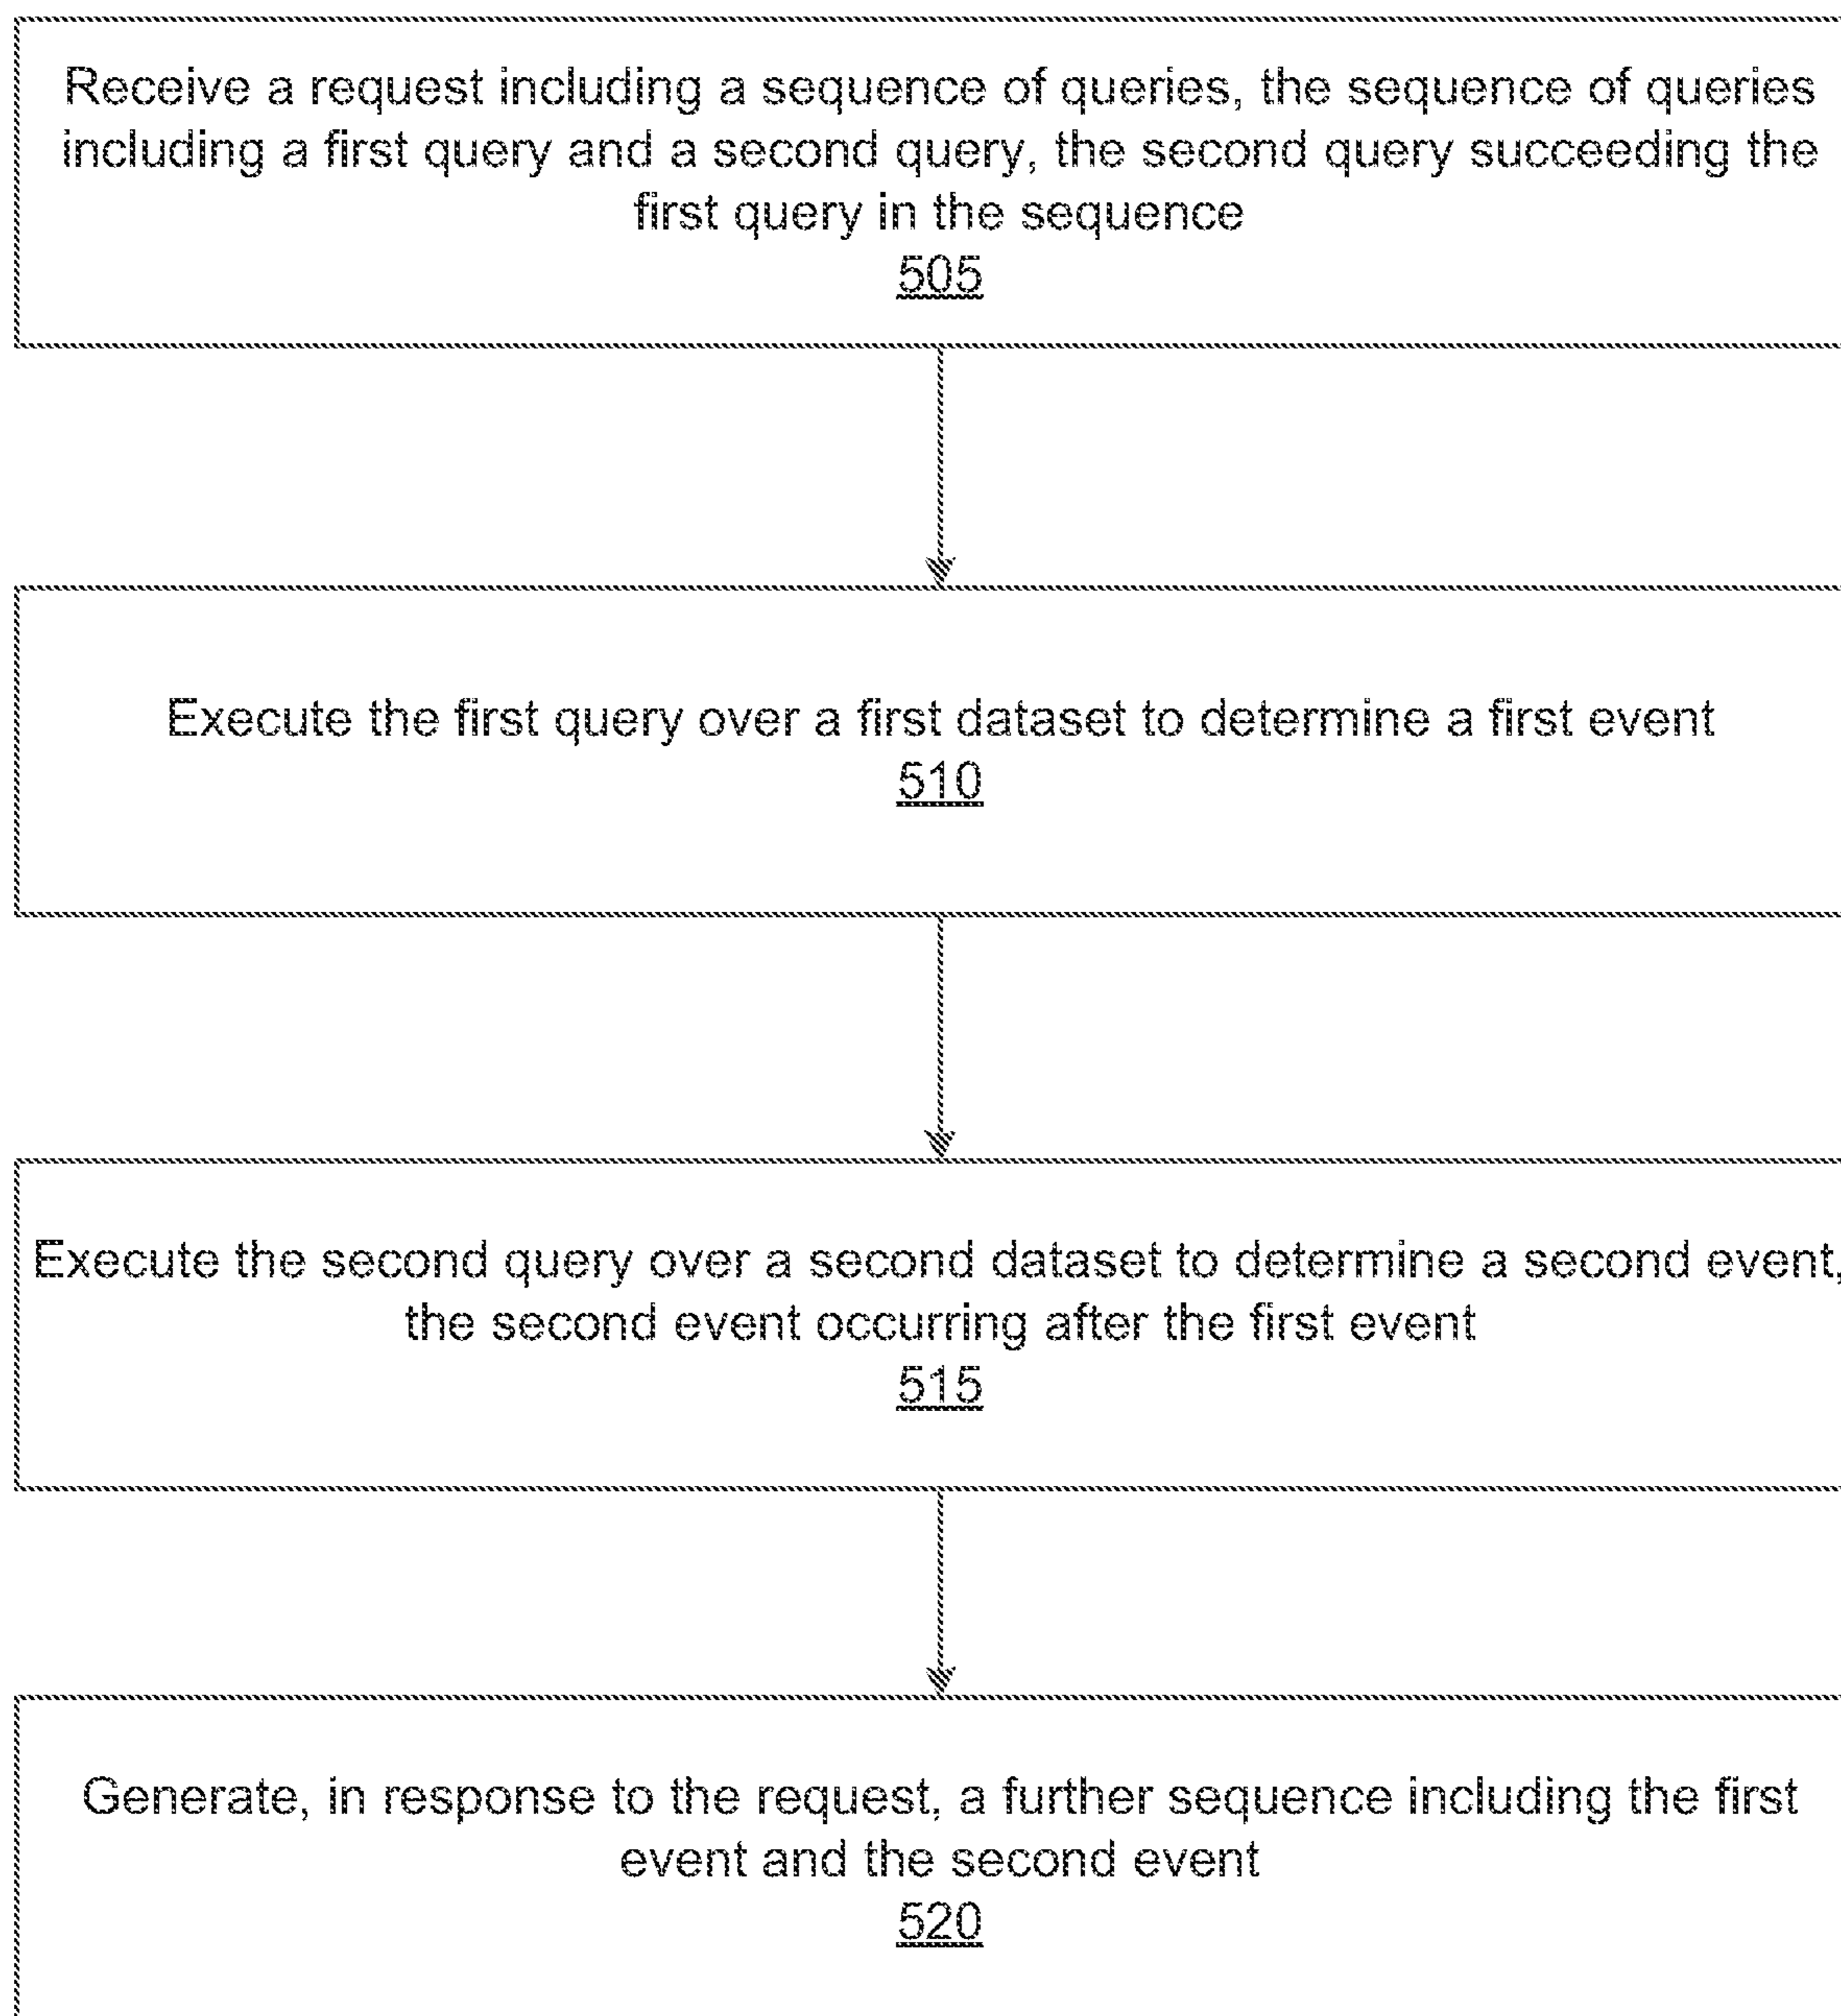 Receive a request including a sequence of queries, the sequence of queries
including a first query and a second query, the second query succeeding the
first query in the sequence
505
Execute the first query over a first dataset to determine a first event
510
Execute the second query over a second dataset to determine a second event,
the second event occurring after the first event
515
Generate, in response to the request, a further sequence including the first
event and the second event
520